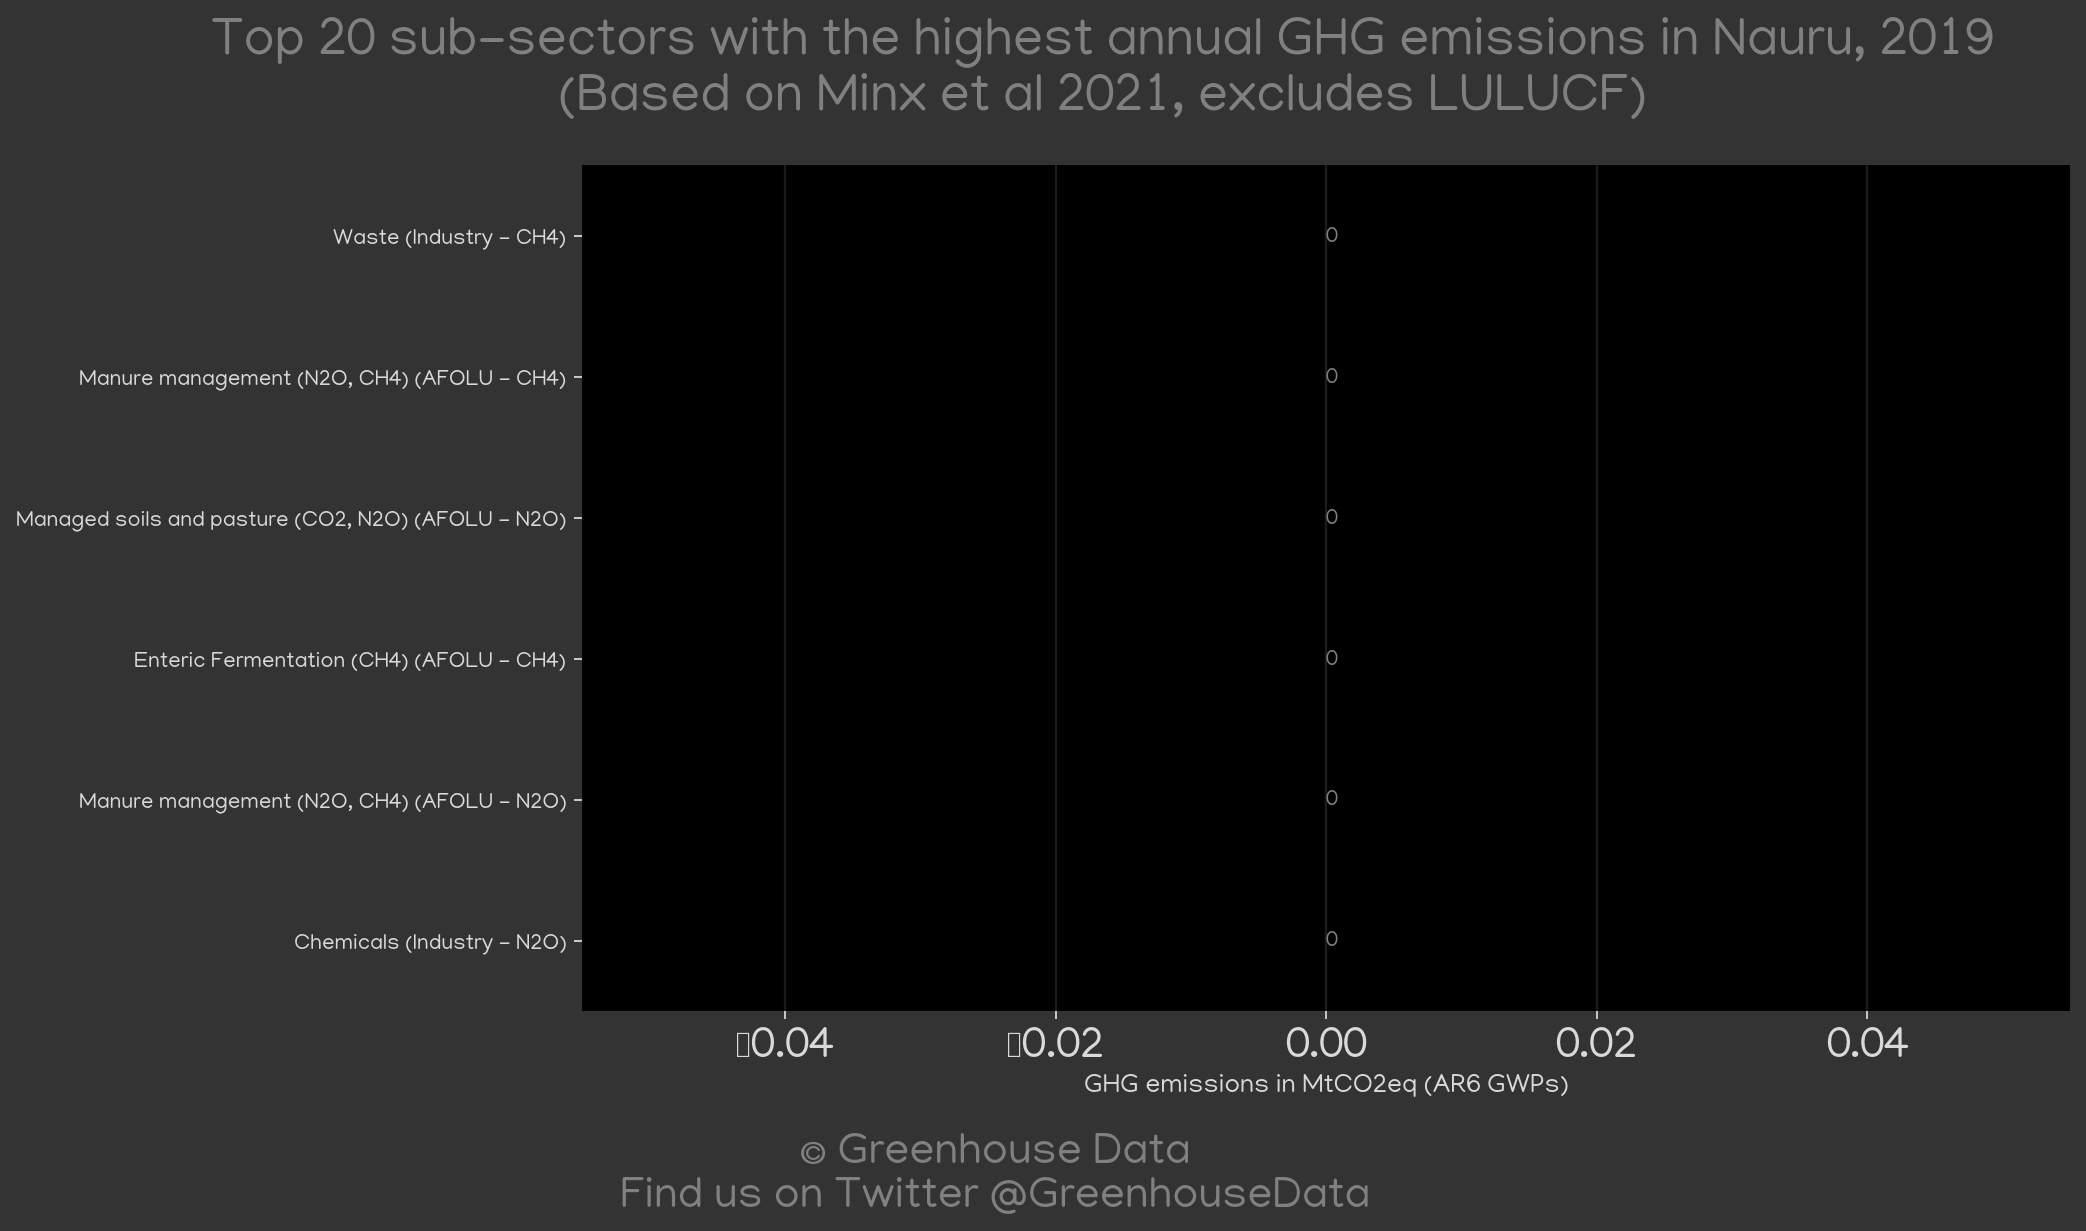 Top 20 sub-sectors with the highest annual GHG emissions in Nauru, 2019
(Based on Minx et al 2021, excludes LULUCF)
Waste (Industry - CH4)
0
Manure management (N2O, CH4) (AFOLU - CH4)
0
Managed soils and pasture (CO2, N2O) (AFOLU - N2O)
0
Enteric Fermentation (CH4) (AFOLU - CH4)
0
Manure management (N2O, CH4) (AFOLU - N2O)
0
Chemicals (Industry - N2O)
0
▯0.04 ▯0.02 0.00 0.02 0.04
GHG emissions in MtCO2eq (AR6 GWPs)
© Greenhouse Data
Find us on Twitter @GreenhouseData